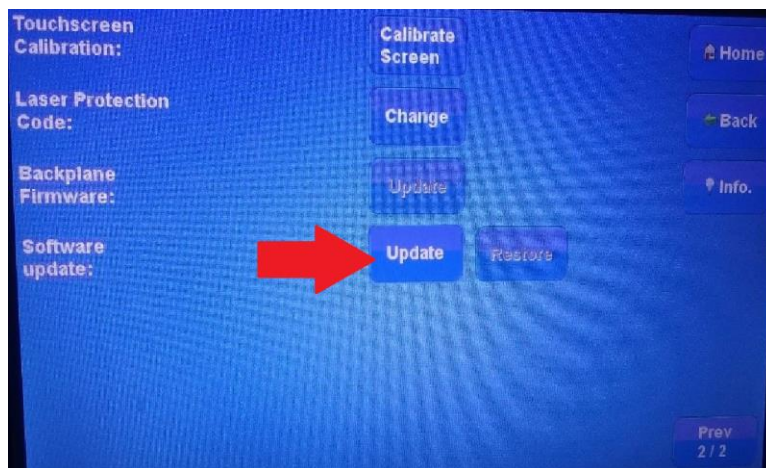 Touchscreen
Calibration:
Calibrate
Screen
Home
Laser Protection
Code:
Change
Back
Backplane
Firmware:
Update
Info.
Software
update:
Update
Restore
Prev
2 / 2